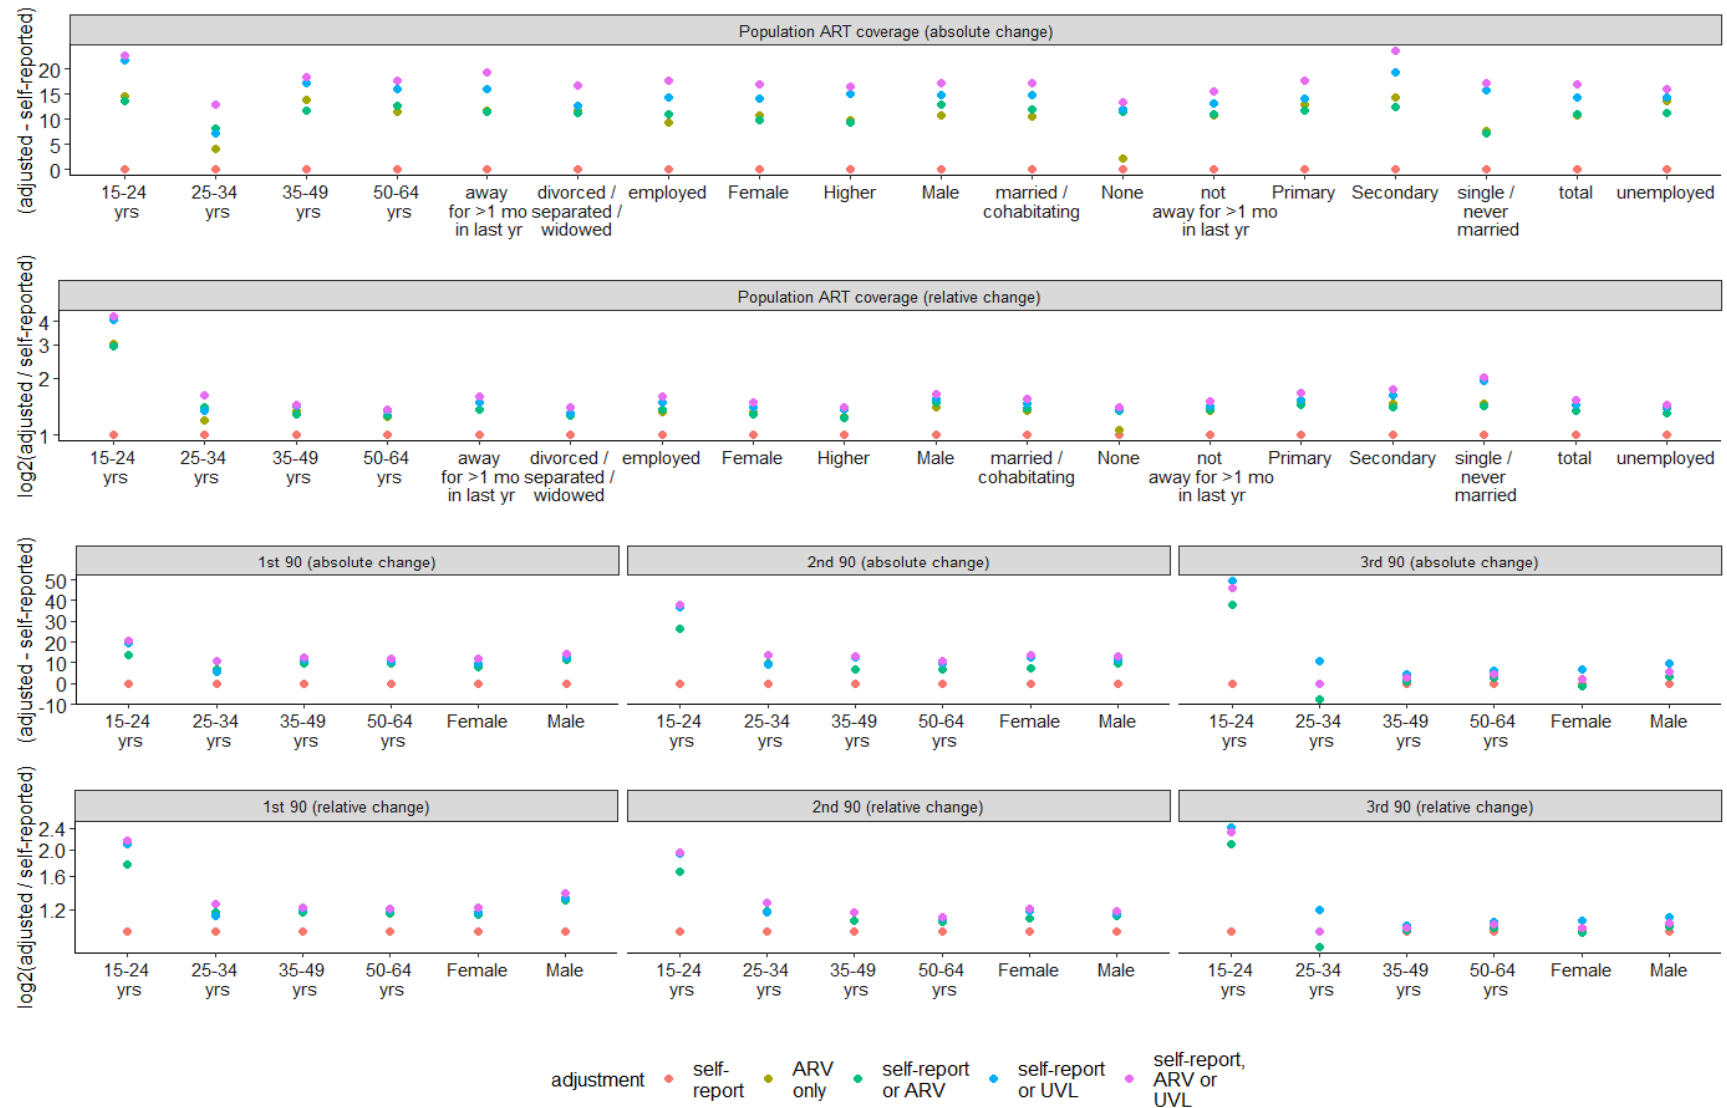 Population ART coverage (absolute change)
(adjusted - self-reported)
20
15
10
5
0
15-24 25-34 35-49 50-64 away divorced / employed Female Higher Male married / None not Primary Secondary single / total unemployed
yrs yrs yrs yrs for >1 mo separated / cohabitating away for >1 mo never
in last yr widowed in last yr married
Population ART coverage (relative change)
log2(adjusted / self-reported)
4
3
2
1
15-24 25-34 35-49 50-64 away divorced / employed Female Higher Male married / None not Primary Secondary single / total unemployed
yrs yrs yrs yrs for >1 mo separated / cohabitating away for >1 mo never
in last yr widowed in last yr married
1st 90 (absolute change) 2nd 90 (absolute change) 3rd 90 (absolute change)
(adjusted - self-reported)
50
40
30
20
10
0
-10
15-24 25-34 35-49 50-64 Female Male 15-24 25-34 35-49 50-64 Female Male 15-24 25-34 35-49 50-64 Female Male
yrs yrs yrs yrs yrs yrs yrs yrs yrs yrs yrs yrs
1st 90 (relative change) 2nd 90 (relative change) 3rd 90 (relative change)
log2(adjusted / self-reported)
2.4
2.0
1.6
1.2
15-24 25-34 35-49 50-64 Female Male 15-24 25-34 35-49 50-64 Female Male 15-24 25-34 35-49 50-64 Female Male
yrs yrs yrs yrs yrs yrs yrs yrs yrs yrs yrs yrs
adjustment self- ARV self-report self-report self-report,
report only or ARV or UVL ARV or
UVL